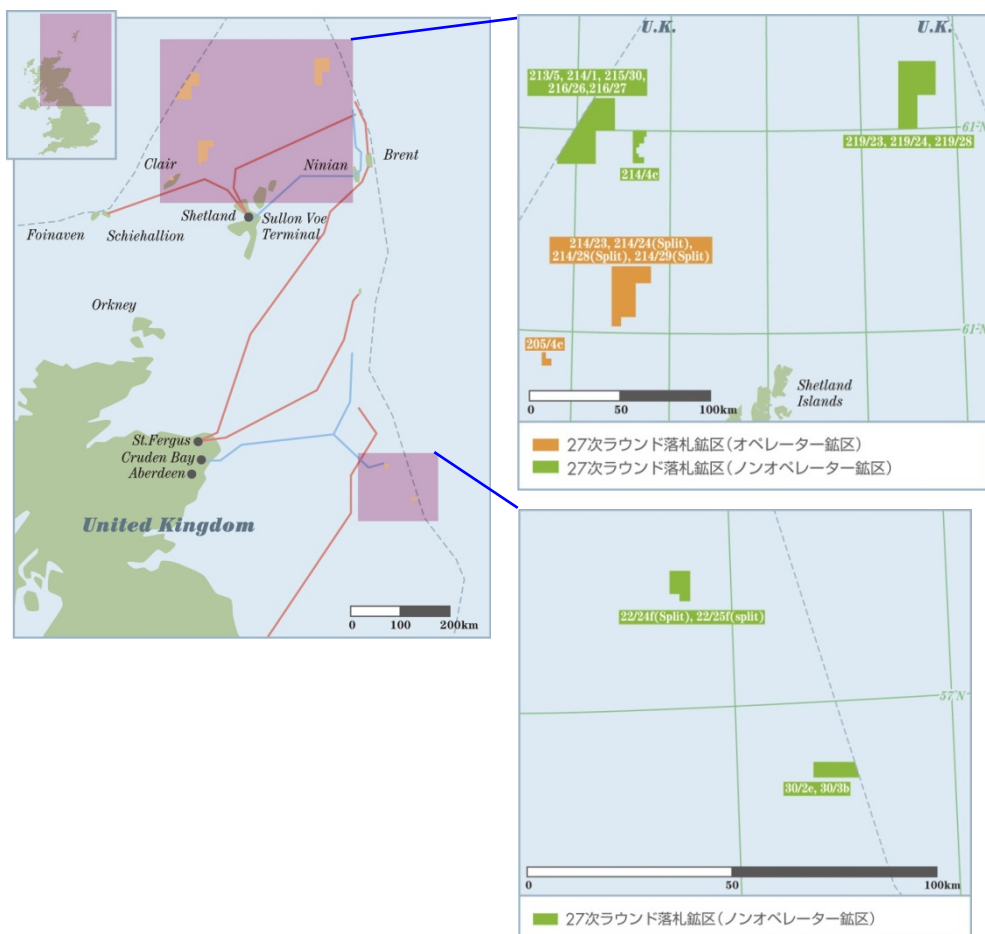 Clair
Ninian
Brent
Shetland
Sullon Voe
Terminal
Foinaven
Schiehallion
Orkney
St.Fergus
Cruden Bay
Aberdeen
United Kingdom
0
100
200km
U.K.
U.K.
213/5, 214/1, 215/30,
216/26,216/27
61°N
219/23, 219/24, 219/28
214/4c
214/23, 214/24(Split),
214/28(Split), 214/29(Split)
61°N
205/4c
Shetland
Islands
0
50
100km
27次ラウンド落札鉱区(オペレーター鉱区)
27次ラウンド落札鉱区(ノンオペレーター鉱区)
22/24f(Split), 22/25f(split)
57°N
30/2e, 30/3b
0
50
100km
27次ラウンド落札鉱区(ノンオペレーター鉱区)